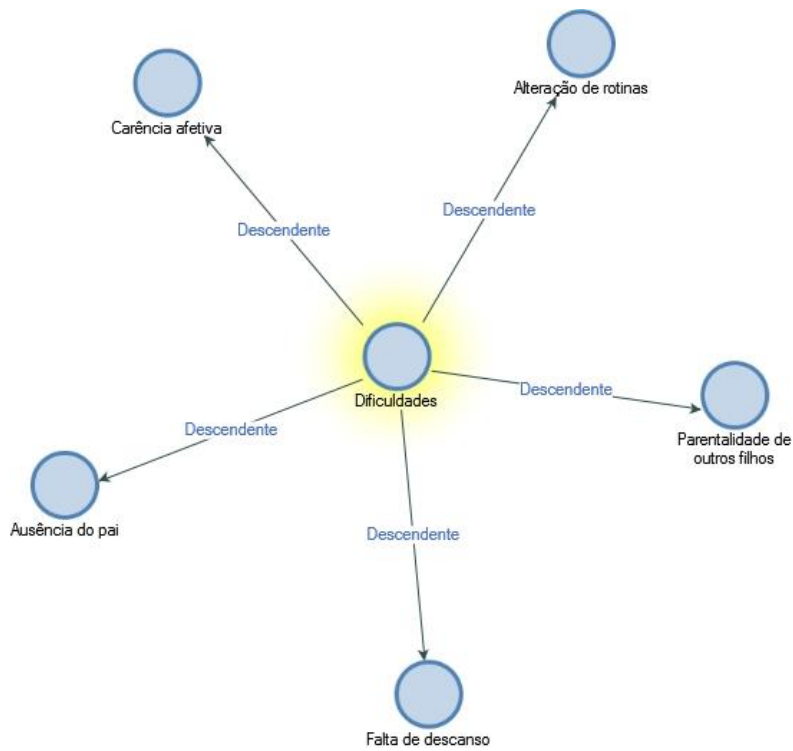 Alteração de rotinas
Carência afetiva
Descendente
Descendente
Dificuldades
Descendente
Parentalidade de
outros filhos
Descendente
Ausência do pai
Descendente
Falta de descanso